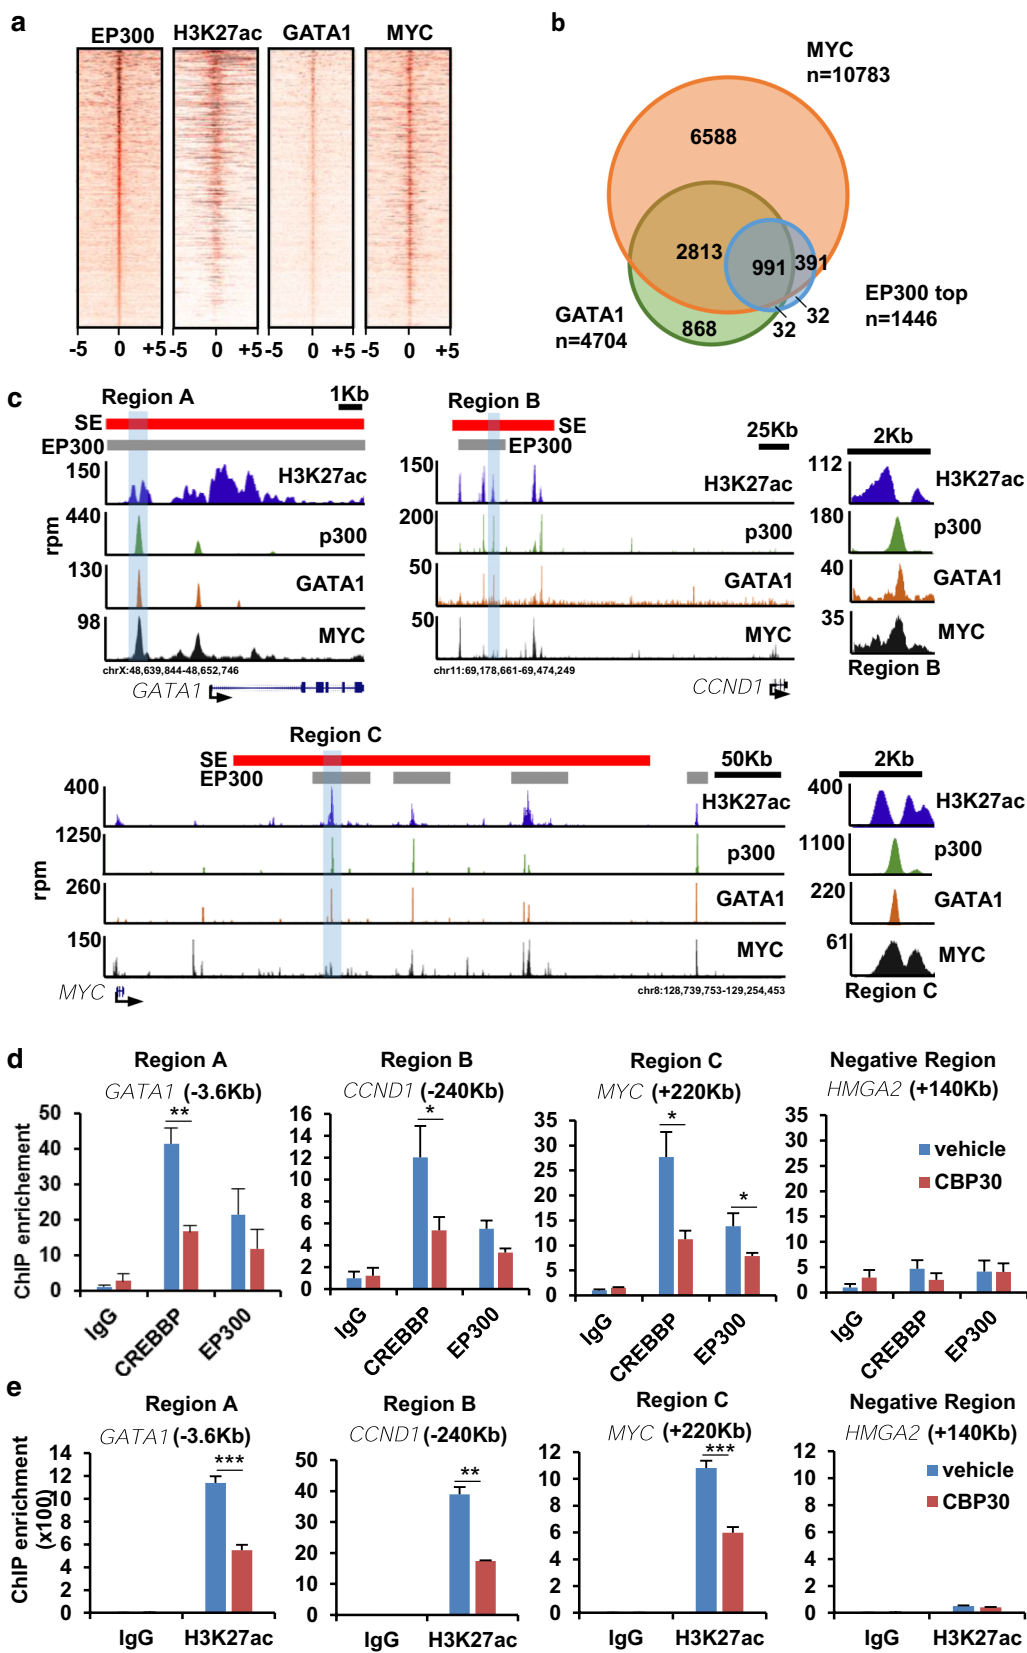 a
EP300 H3K27ac GATA1 MYC
-5 0 +5 -5 0 +5 -5 0 +5 -5 0 +5
b
MYC
n=10783
6588
2813
991
391
EP300 top
n=1446
GATA1
n=4704
868
32
32
c
Region A
1Kb
SE
EP300
150
H3K27ac
440
p300
rpm
130
GATA1
98
MYC
chrX:48,639,844-48,652,746
GATA1
Region B
SE
EP300
25Kb
150
H3K27ac
200
p300
50
GATA1
50
MYC
chr11:69,178,661-69,474,249
CCND1
2Kb
112
H3K27ac
180
p300
40
GATA1
35
MYC
Region B
Region C
SE
EP300
50Kb
400
H3K27ac
1250
p300
rpm
260
GATA1
150
MYC
MYC
chr8:128,739,753-129,254,453
2Kb
400
H3K27ac
1100
p300
220
GATA1
61
MYC
Region C
d
Region A
GATA1 (-3.6Kb)
ChIP enrichement
50
40
30
20
10
0
**
IgG
CREBBP
EP300
Region B
CCND1 (-240Kb)
16
14
12
10
8
6
4
2
0
*
IgG
CREBBP
EP300
Region C
MYC (+220Kb)
35
30
25
20
15
10
5
0
*
*
IgG
CREBBP
EP300
Negative Region
HMGA2 (+140Kb)
35
30
25
20
15
10
5
0
vehicle
CBP30
IgG
CREBBP
EP300
e
Region A
GATA1 (-3.6Kb)
ChIP enrichment
(x100)
14
12
10
8
6
4
2
0
***
IgG H3K27ac
Region B
CCND1 (-240Kb)
50
40
30
20
10
0
**
IgG H3K27ac
Region C
MYC (+220Kb)
12
10
8
6
4
2
0
***
IgG H3K27ac
Negative Region
HMGA2 (+140Kb)
12
10
8
6
4
2
0
vehicle
CBP30
IgG H3K27ac